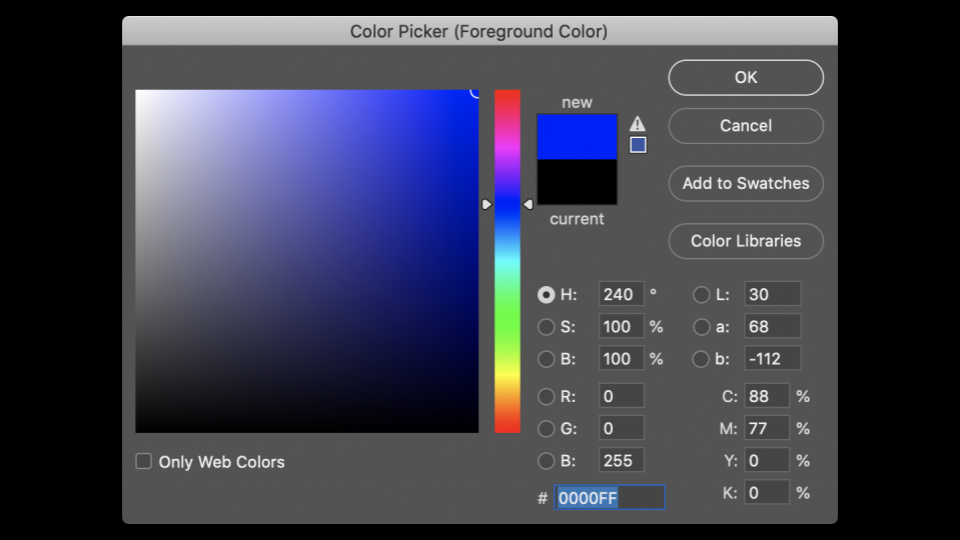 Color Picker (Foreground Color)
OK
new
Cancel
Add to Swatches
current
Color Libraries
H: 240 ° L: 30
S: 100 % a: 68
B: 100 % b: -112
R: 0 C: 88 %
G: 0 M: 77 %
B: 255 Y: 0 %
Only Web Colors
# 0000FF K: 0 %